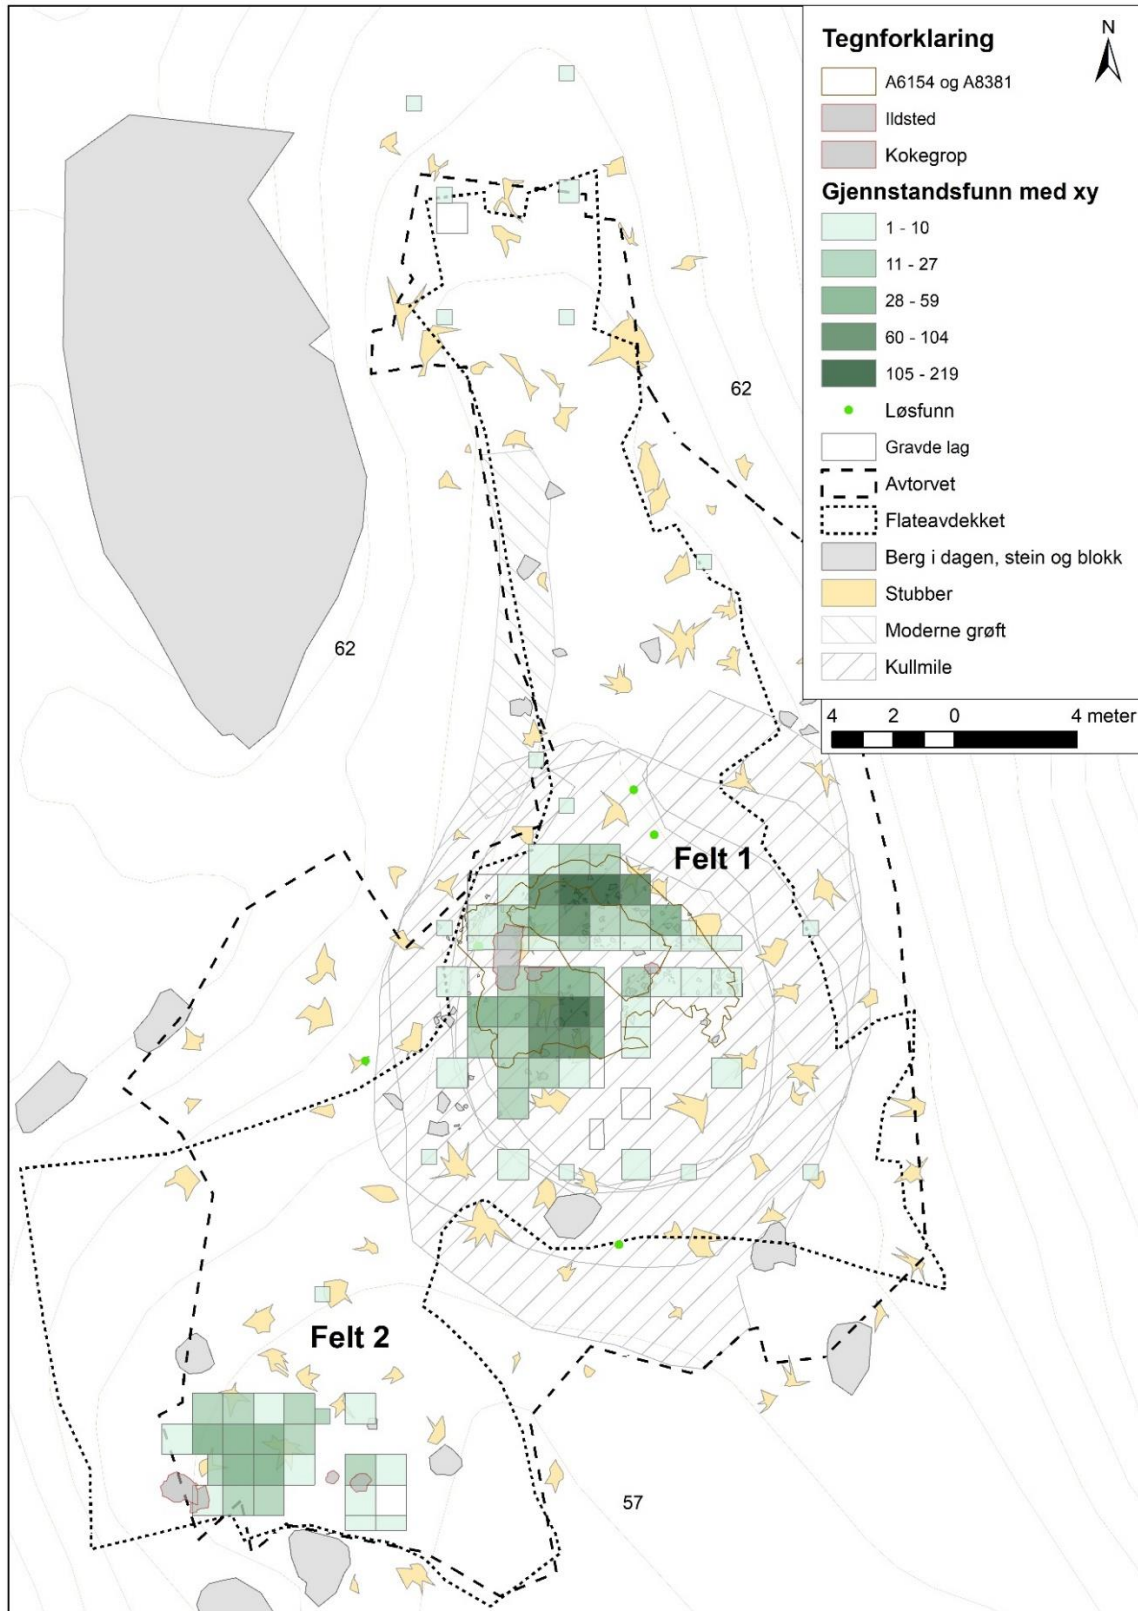 Tegnforklaring
N
A6154 og A8381
Ildsted
Kokegrop
Gjennstandsfunn med xy
1 - 10
11 - 27
28 - 59
60 - 104
105 - 219
Løsfunn
Gravde lag
Avtorvet
Flateavdekket
Berg i dagen, stein og blokk
Stubber
Moderne grøft
Kullmile
4 2 0 4 meter
62
62
Felt 1
Felt 2
57